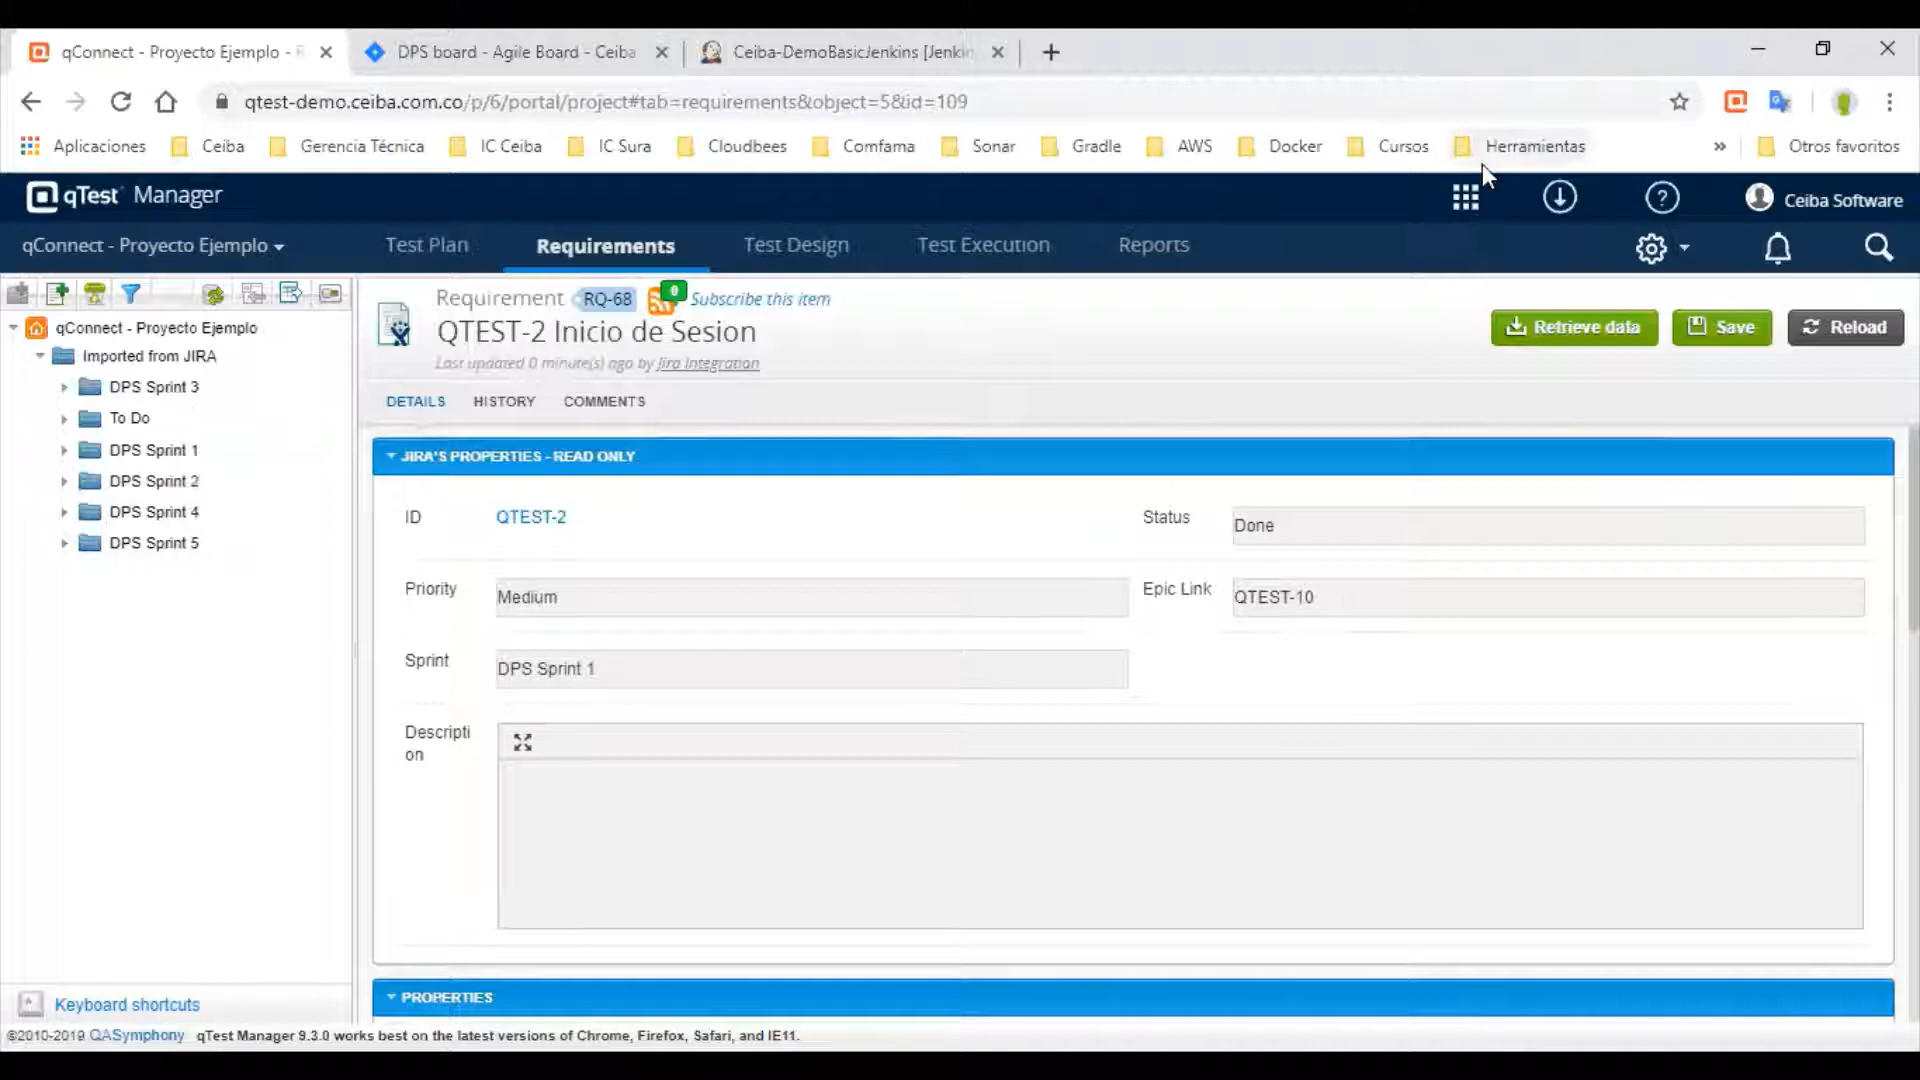 qConnect - Proyecto Ejemplo -
DPS board - Agile Board - Ceiba
Ceiba-DemoBasicJenkins [Jenki
qtest-demo.ceiba.com.co/p/6/portal/project#tab=requirements&object=5&id=109
Aplicaciones
Ceiba
Gerencia Técnica
IC Ceiba
IC Sura
Cloudbees
Comfama
Sonar
Gradle
AWS
Docker
Cursos
Herramientas
»
Otros favoritos
qTest Manager
Ceiba Software
qConnect - Proyecto Ejemplo
Test Plan
Requirements
Test Design
Test Execution
Reports
qConnect - Proyecto Ejemplo
Imported from JIRA
DPS Sprint 3
To Do
DPS Sprint 1
DPS Sprint 2
DPS Sprint 4
DPS Sprint 5
Requirement RQ-68 0 Subscribe this item
QTEST-2 Inicio de Sesion
Last updated 0 minute(s) ago by Jira Integration
Retrieve data
Save
Reload
DETAILS
HISTORY
COMMENTS
JIRA'S PROPERTIES - READ ONLY
ID QTEST-2
Status Done
Priority Medium
Epic Link QTEST-10
Sprint DPS Sprint 1
Descripti
on
PROPERTIES
Keyboard shortcuts
©2010-2019 QASymphony qTest Manager 9.3.0 works best on the latest versions of Chrome, Firefox, Safari, and IE11.